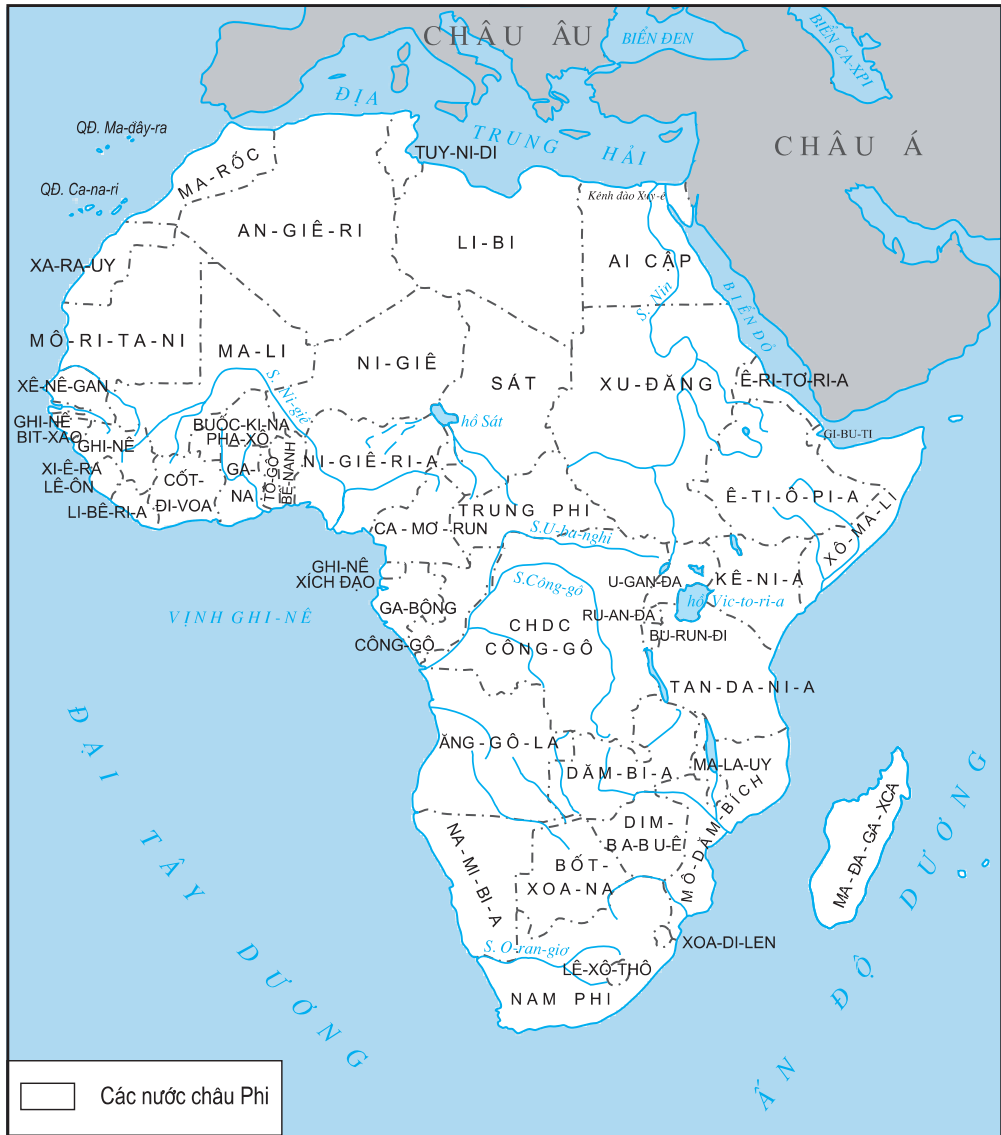 CHÂU ÂU
BIỂN ĐEN
BIỂN CA-XPI
ĐỊA
TRUNG HẢI
CHÂU Á
QĐ. Ma-đây-ra
QĐ. Ca-na-ri
MA-RỐC
TUY-NI-DI
Kênh đào Xuy-ê
AN-GIÊ-RI
LI-BI
AI CẬP
XA-RA-UY
S. Nin
BIỂN ĐỎ
MÔ-RI-TA-NI
MA-LI
NI-GIÊ
SÁT
XU-ĐĂNG
Ê-RI-TƠ-RI-A
XÊ-NÊ-GAN
S. Ni-giê
hồ Sát
GHI-NÊ
BIT-XAO
GHI-NÊ
BUỐC-KI-NA
PHA-XÔ
GI-BU-TI
XI-Ê-RA
LÊ-ÔN
CỐT-
ĐI-VOA
GA-
NA
TÔ-GÔ
BÊ-NANH
NI-GIÊ-RI-A
LI-BÊ-RI-A
Ê-TI-Ô-PI-A
XÔ-MA-LI
CA-MƠ-RUN
TRUNG PHI
S.U-ba-nghi
GHI-NÊ
XÍCH ĐẠO
S.Công-gô
U-GAN-ĐA
KÊ-NI-A
hồ Vic-to-ri-a
VỊNH GHI-NÊ
GA-BÔNG
RU-AN-ĐA
CÔNG-GÔ
CHDC
CÔNG-GÔ
BU-RUN-ĐI
TAN-DA-NI-A
ĂNG-GÔ-LA
DĂM-BI-A
MA-LA-UY
MÔ-DĂM-BÍCH
DIM-
BA-BU-Ê
MA-ĐA-GA-XCA
NA-MI-BI-A
BỐT-
XOA-NA
XOA-DI-LEN
S. O-ran-giơ
LÊ-XÔ-THÔ
NAM PHI
ĐẠI TÂY DƯƠNG
ẤN ĐỘ DƯƠNG
Các nước châu Phi